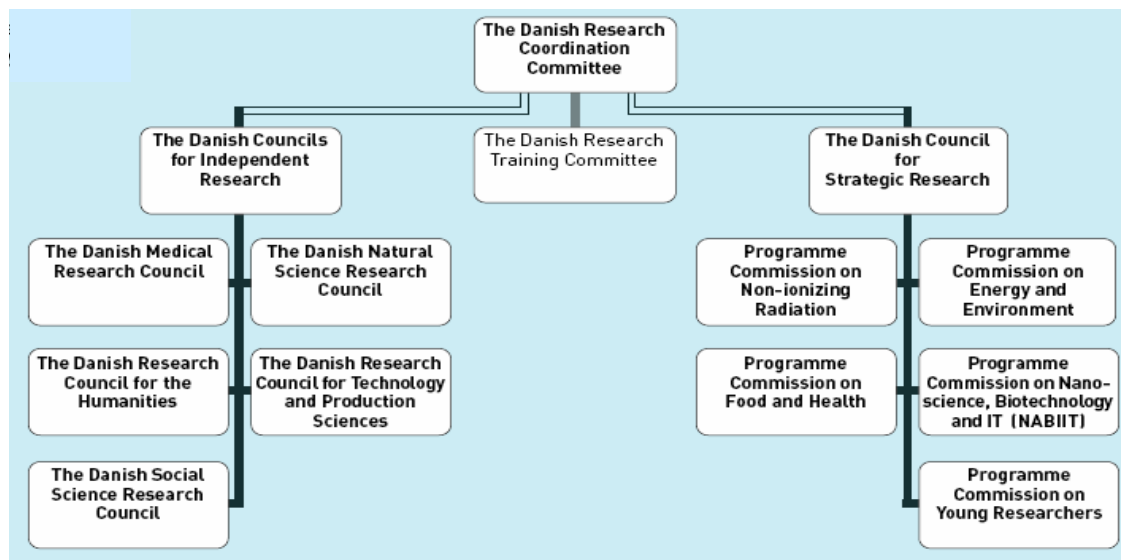 The Danish Research
Coordination
Committee
The Danish Councils
for Independent
Research
The Danish Research
Training Committee
The Danish Council
for
Strategic Research
The Danish Medical
Research Council
The Danish Natural
Science Research
Council
Programme
Commission on
Non-ionizing
Radiation
Programme
Commission on
Energy and
Environment
The Danish Research
Council for the
Humanities
The Danish Research
Council for Technology
and Production
Sciences
Programme
Commission on
Food and Health
Programme
Commission on Nano-
science, Biotechnology
and IT (NABIIT)
The Danish Social
Science Research
Council
Programme
Commission on
Young Researchers